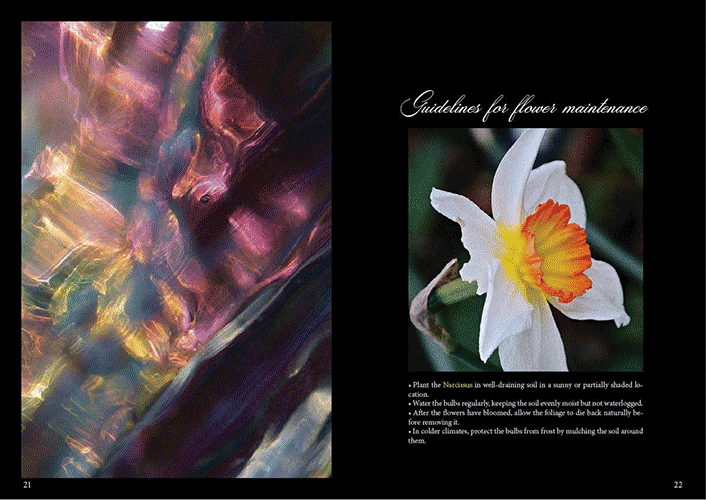 Guidelines for flower maintenance
• Plant the Narcissus in well-draining soil in a sunny or partially shaded lo-
cation.
• Water the bulbs regularly, keeping the soil evenly moist but not waterlogged.
• After the flowers have bloomed, allow the foliage to die back naturally be-
fore removing it.
• In colder climates, protect the bulbs from frost by mulching the soil around
them.
21
22